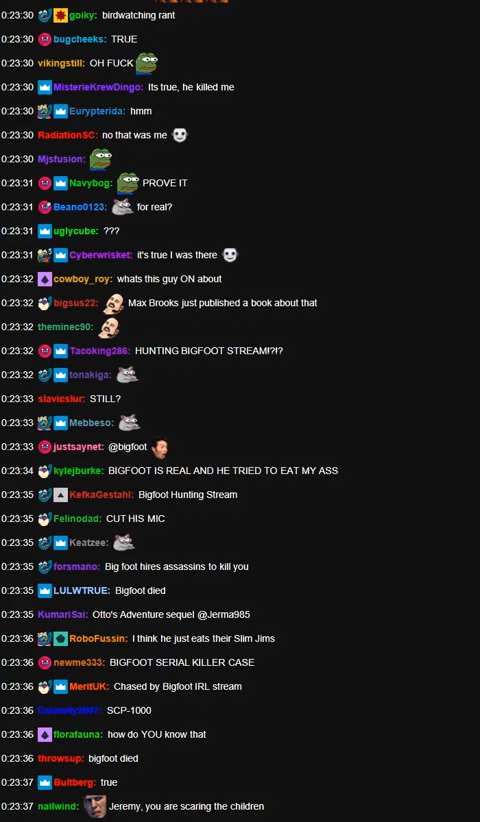 0:23:30 goiky: birdwatching rant
0:23:30 bugcheeks: TRUE
0:23:30 vikingstill: OH FUCK
0:23:30 MisterieKrewDingo: Its true, he killed me
0:23:30 Eurypterida: hmm
0:23:30 RadiationSC: no that was me
0:23:30 Mjsfusion:
0:23:31 Navybog: PROVE IT
0:23:31 Beano0123: for real?
0:23:31 uglycube: ???
0:23:31 Cyberwrisket: it's true I was there
0:23:32 cowboy_roy: whats this guy ON about
0:23:32 bigsus22: Max Brooks just published a book about that
0:23:32 theminec90:
0:23:32 Tacoking286: HUNTING BIGFOOT STREAM!?!?
0:23:32 tonakiga:
0:23:33 slavicslur: STILL?
0:23:33 Mebbeso:
0:23:33 justsaynet: @bigfoot
0:23:34 kylejburke: BIGFOOT IS REAL AND HE TRIED TO EAT MY ASS
0:23:35 KefkaGestahl: Bigfoot Hunting Stream
0:23:35 Felinodad: CUT HIS MIC
0:23:35 Keatzee:
0:23:35 forsmano: Big foot hires assassins to kill you
0:23:35 LULWTRUE: Bigfoot died
0:23:35 KumariSai: Otto's Adventure sequel @Jerma985
0:23:36 RoboFussin: I think he just eats their Slim Jims
0:23:36 newme333: BIGFOOT SERIAL KILLER CASE
0:23:36 MeritUK: Chased by Bigfoot IRL stream
0:23:36 Calamity2007: SCP-1000
0:23:36 florafauna: how do YOU know that
0:23:36 throwsup: bigfoot died
0:23:37 Bultberg: true
0:23:37 nailwind: Jeremy, you are scaring the children